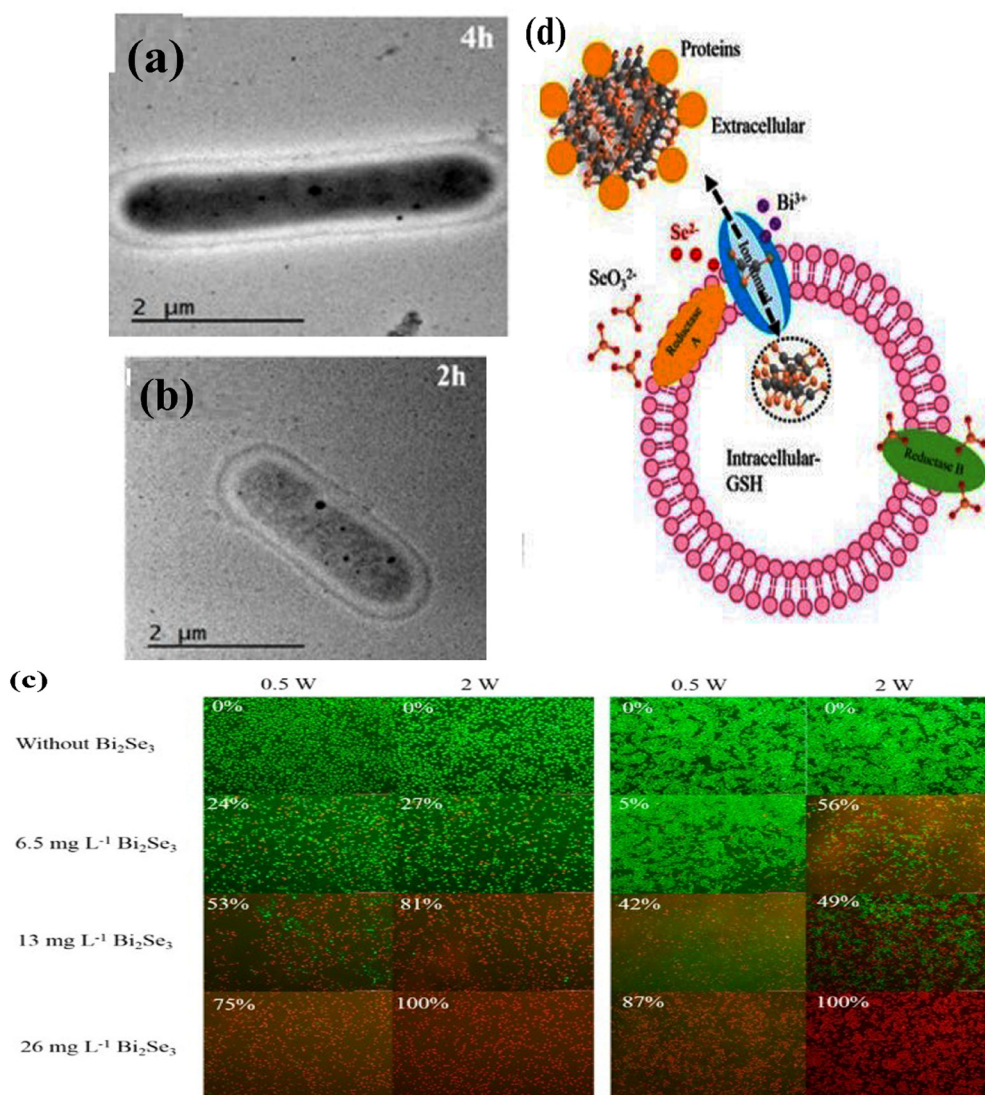 (a)
4h
2 µm
(b)
2h
2 µm
(d)
Proteins
Extracellular
Bi³⁺
Se²⁻
SeO₃²⁻
Reductase
A
Intracellular-
GSH
Reductase B
(c)
0.5 W 2 W 0.5 W 2 W
Without Bi₂Se₃ 0% 0% 0% 0%
6.5 mg L⁻¹ Bi₂Se₃ 24% 27% 5% 56%
13 mg L⁻¹ Bi₂Se₃ 53% 81% 42% 49%
26 mg L⁻¹ Bi₂Se₃ 75% 100% 87% 100%